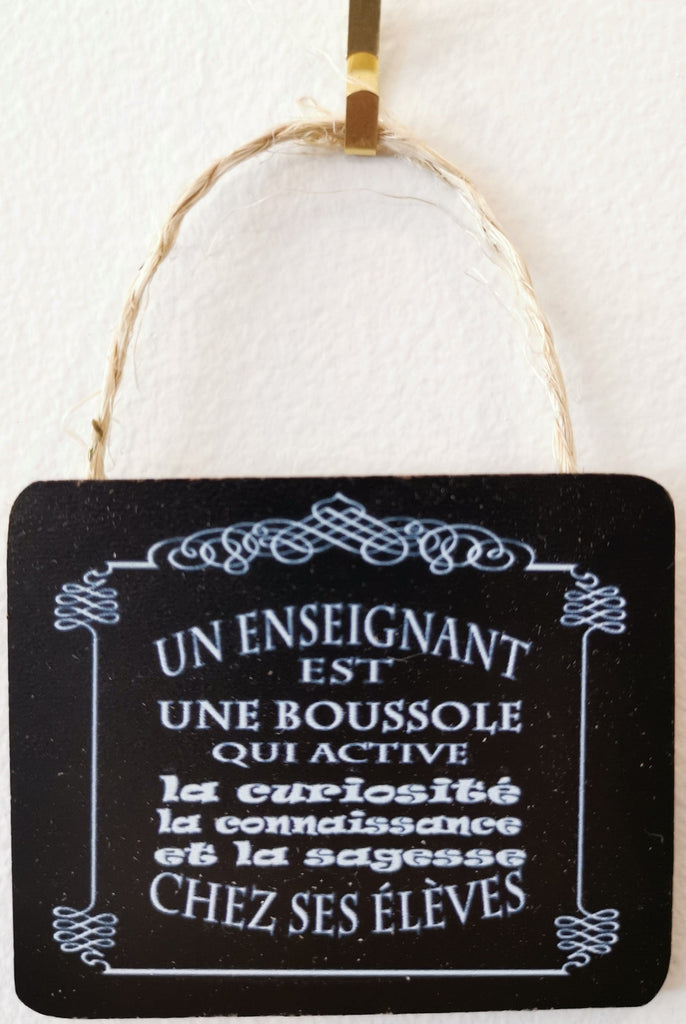 UN ENSEIGNANT
EST
UNE BOUSSOLE
QUI ACTIVE
la curiosité
la connaissance
et la sagesse
CHEZ SES ÉLÈVES